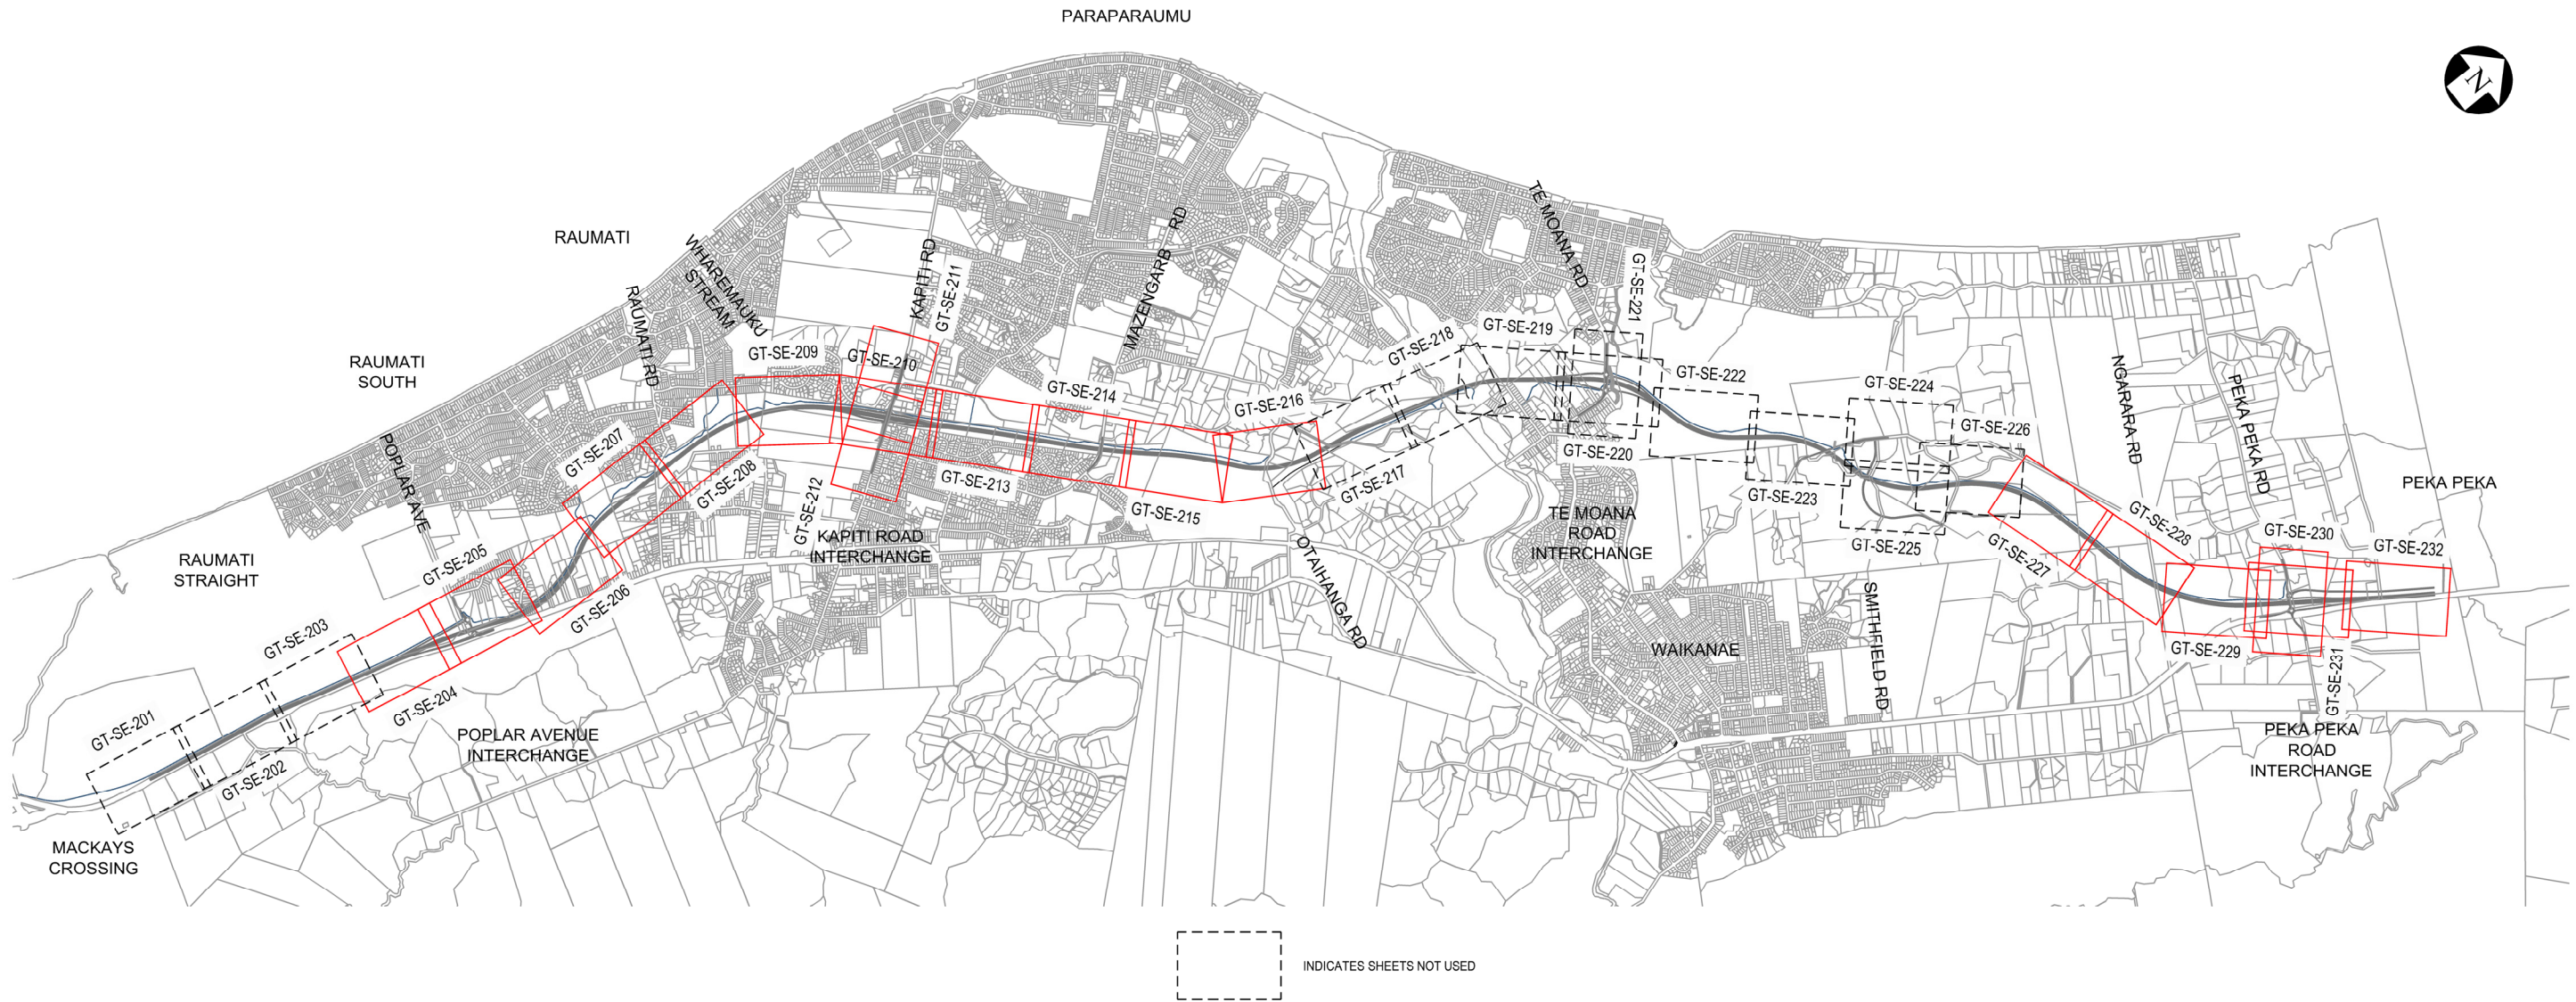 PARAPARAUMU
N
RAUMATI
WHAREMAUKU
STREAM
RAUMATI RD
KAPITI RD
GT-SE-211
MAZENGARB RD
TE MOANA RD
GT-SE-221
RAUMATI
SOUTH
POPLAR AVE
GT-SE-209
GT-SE-210
GT-SE-214
GT-SE-216
GT-SE-218
GT-SE-219
GT-SE-222
GT-SE-224
GT-SE-226
NGARARA RD
PEKA PEKA RD
PEKA PEKA
GT-SE-207
GT-SE-208
GT-SE-212
GT-SE-213
GT-SE-215
GT-SE-217
GT-SE-220
GT-SE-223
GT-SE-225
GT-SE-227
GT-SE-228
GT-SE-230
GT-SE-232
RAUMATI
STRAIGHT
GT-SE-205
GT-SE-206
KAPITI ROAD
INTERCHANGE
OTAIHANGA RD
TE MOANA
ROAD
INTERCHANGE
SMITHFIELD RD
WAIKANAE
GT-SE-229
GT-SE-231
GT-SE-203
GT-SE-204
GT-SE-201
GT-SE-202
POPLAR AVENUE
INTERCHANGE
PEKA PEKA
ROAD
INTERCHANGE
MACKAYS
CROSSING
INDICATES SHEETS NOT USED